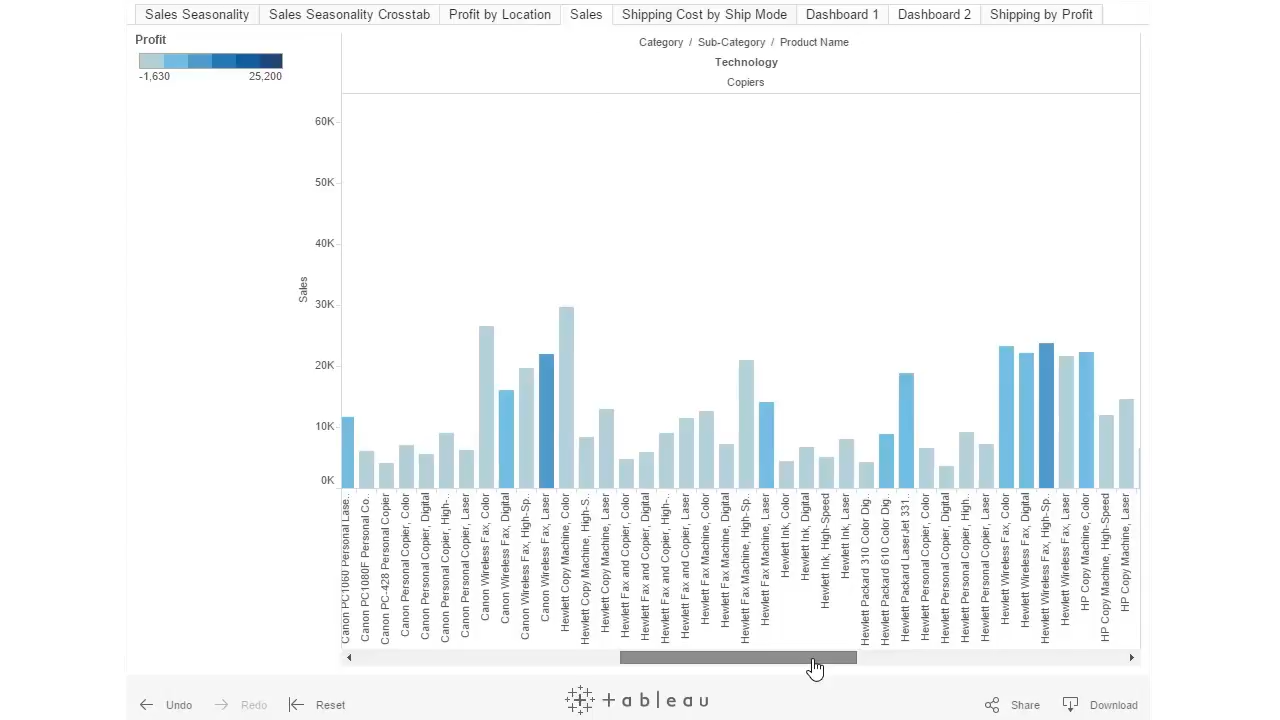 Sales Seasonality
Sales Seasonality Crosstab
Profit by Location
Sales
Shipping Cost by Ship Mode
Dashboard 1
Dashboard 2
Shipping by Profit
Profit
-1,630
25,200
Category / Sub-Category / Product Name
Technology
Copiers
60K
50K
40K
30K
20K
10K
0K
Sales
Canon PC1060 Personal Lase..
Canon PC1080F Personal Co..
Canon PC-428 Personal Copier
Canon Personal Copier, Color
Canon Personal Copier, Digital
Canon Personal Copier, High-..
Canon Personal Copier, Laser
Canon Wireless Fax, Color
Canon Wireless Fax, Digital
Canon Wireless Fax, High-Sp..
Canon Wireless Fax, Laser
Hewlett Copy Machine, Color
Hewlett Copy Machine, High-S..
Hewlett Copy Machine, Laser
Hewlett Fax and Copier, Color
Hewlett Fax and Copier, Digital
Hewlett Fax and Copier, High-..
Hewlett Fax and Copier, Laser
Hewlett Fax Machine, Color
Hewlett Fax Machine, Digital
Hewlett Fax Machine, High-Sp..
Hewlett Fax Machine, Laser
Hewlett Ink, Color
Hewlett Ink, Digital
Hewlett Ink, High-Speed
Hewlett Ink, Laser
Hewlett Packard 310 Color Dig..
Hewlett Packard 610 Color Dig..
Hewlett Packard LaserJet 331..
Hewlett Personal Copier, Color
Hewlett Personal Copier, Digital
Hewlett Personal Copier, High..
Hewlett Personal Copier, Laser
Hewlett Wireless Fax, Color
Hewlett Wireless Fax, Digital
Hewlett Wireless Fax, High-Sp..
Hewlett Wireless Fax, Laser
HP Copy Machine, Color
HP Copy Machine, High-Speed
HP Copy Machine, Laser
Undo
Redo
Reset
+ableau
Share
Download